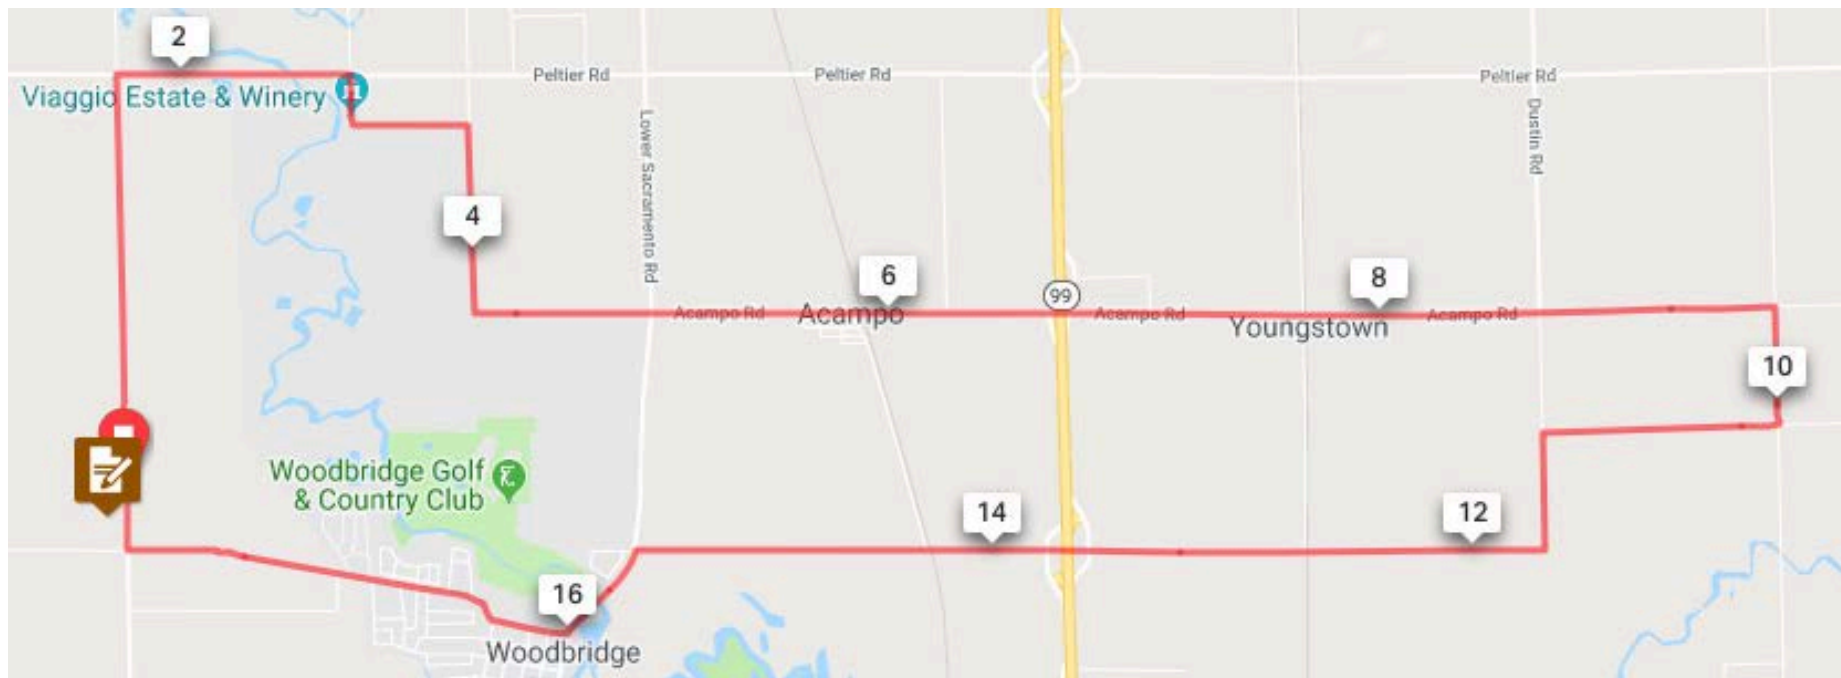 2
Peltier Rd
Peltier Rd
Peltier Rd
Viaggio Estate & Winery
Lower Sacramento Rd
Dustin Rd
4
6
8
99
Acampo Rd
Acampo
Acampo Rd
Youngstown
Acampo Rd
10
Woodbridge Golf
& Country Club
14
12
16
Woodbridge